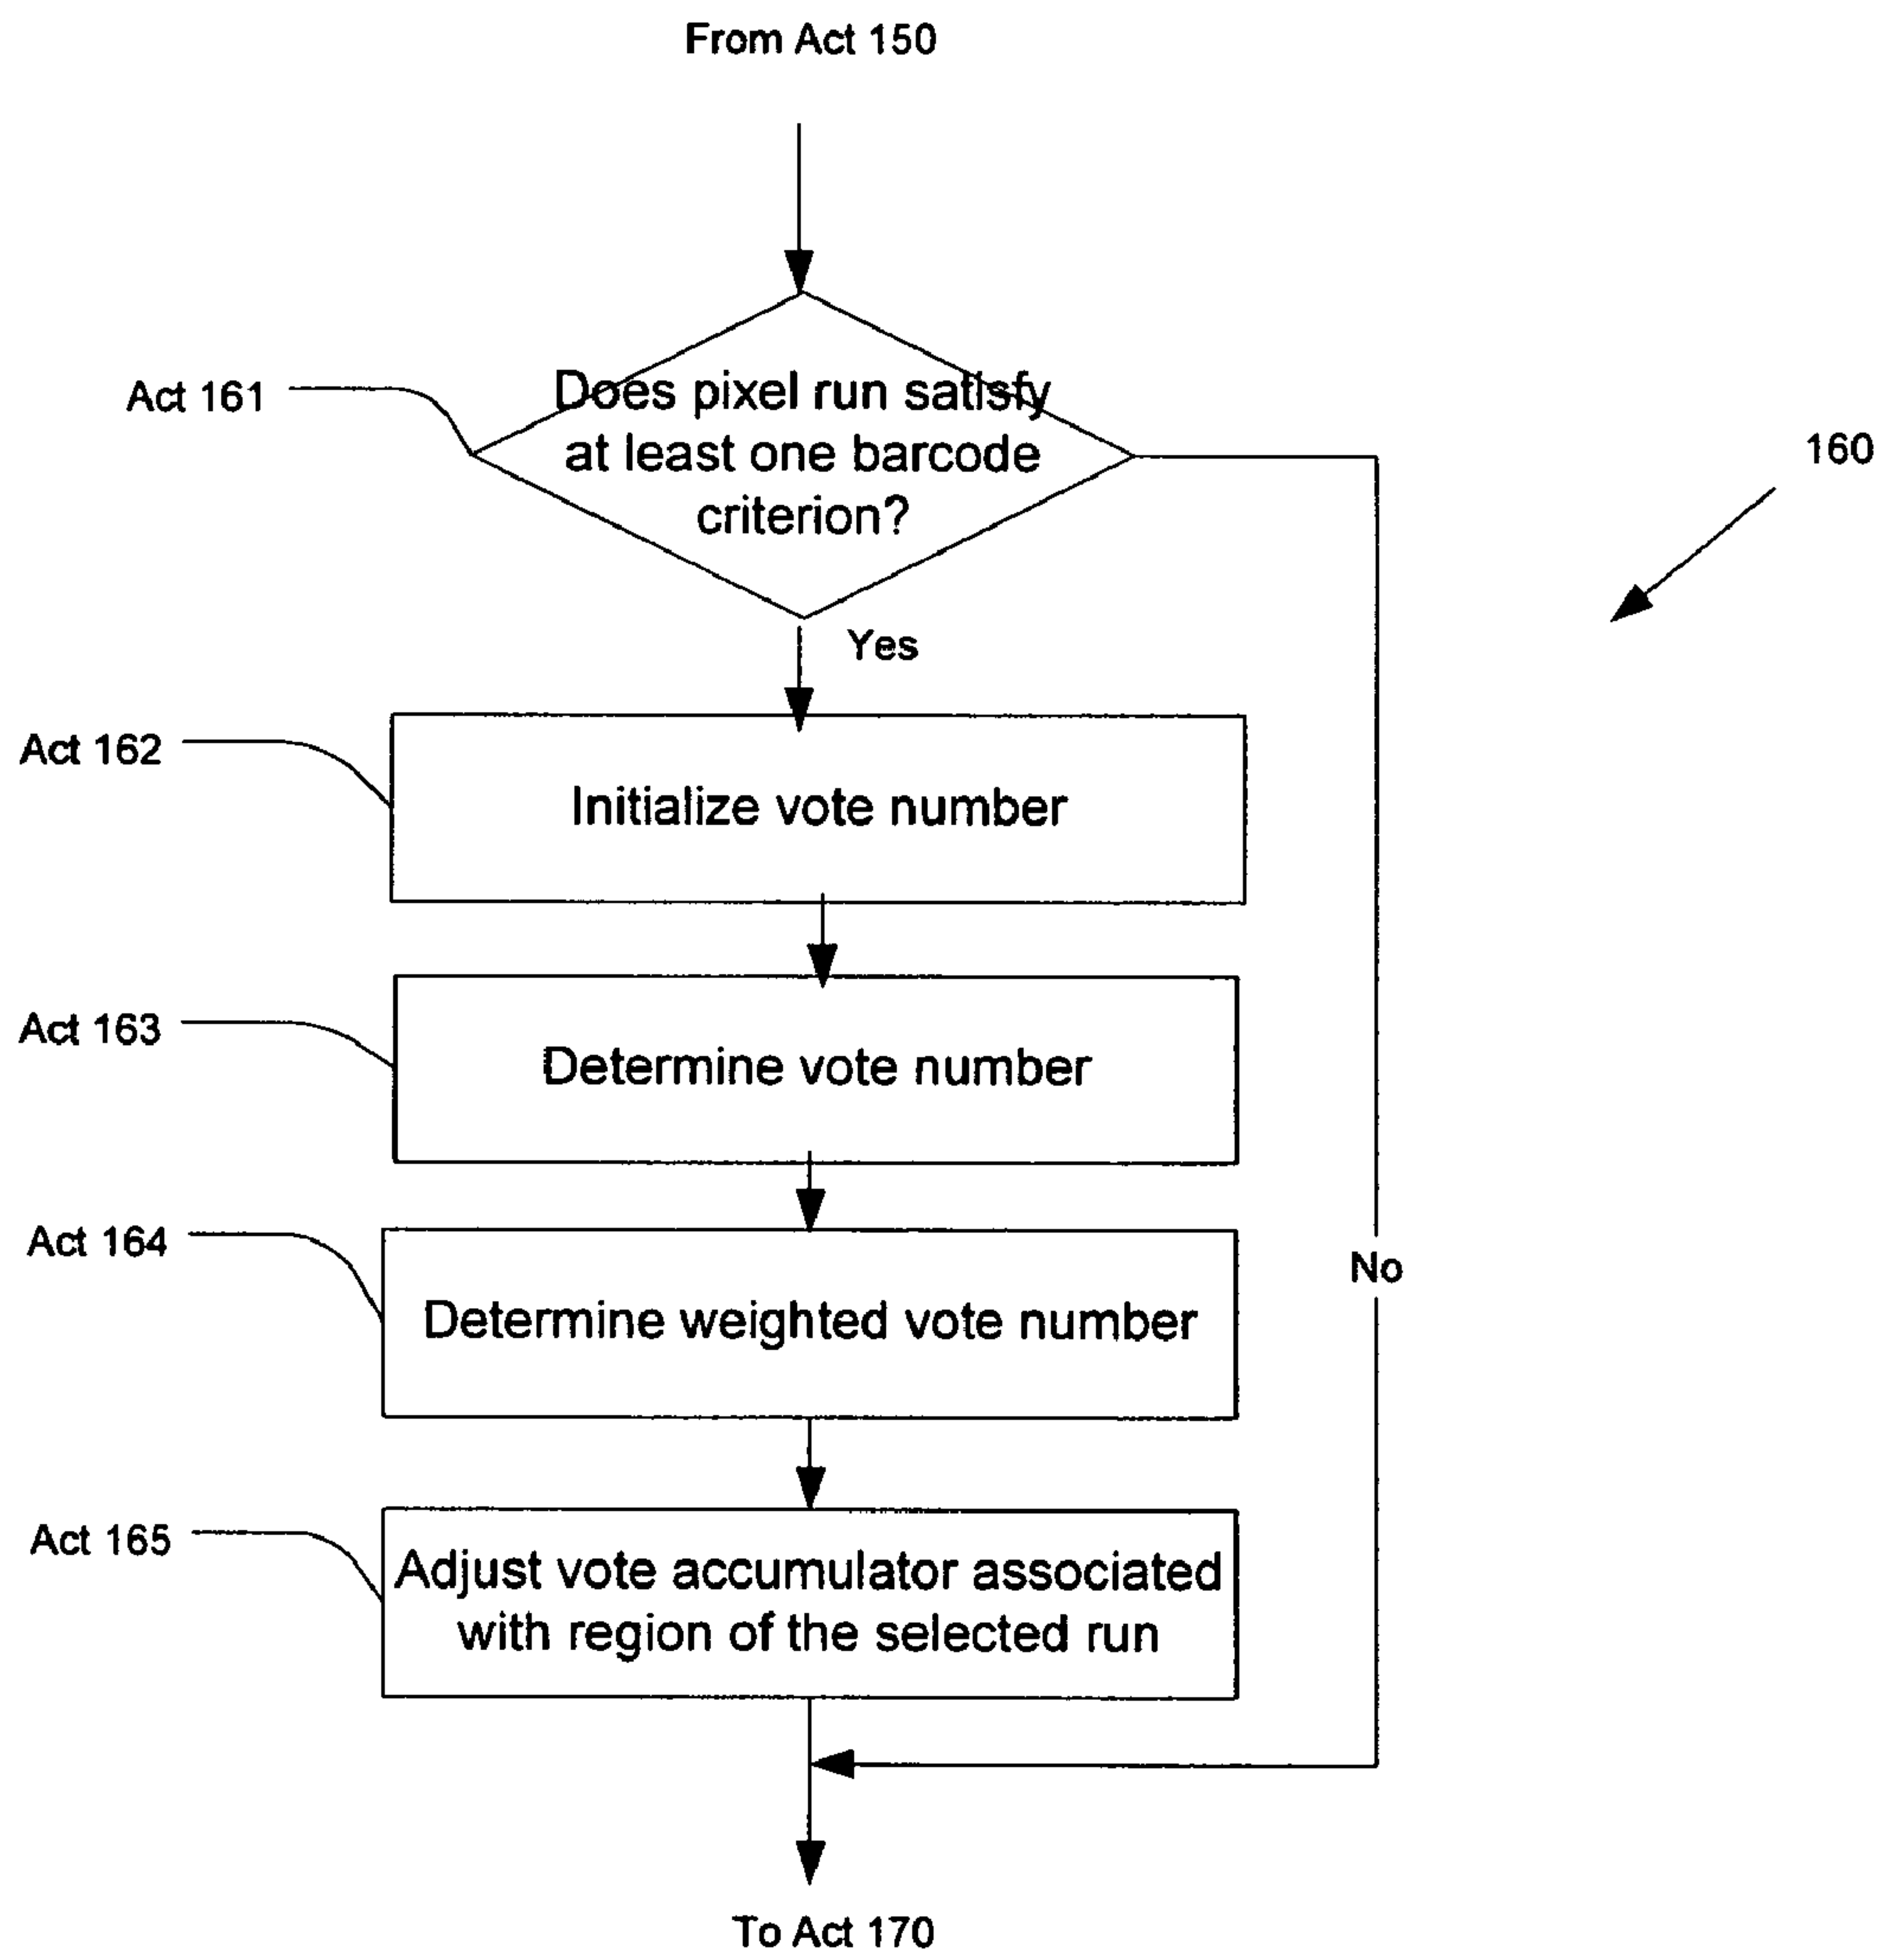 From Act 150
Act 161
Does pixel run satisfy
at least one barcode
criterion?
160
Yes
Act 162
Initialize vote number
Act 163
Determine vote number
Act 164
Determine weighted vote number
No
Act 165
Adjust vote accumulator associated
with region of the selected run
To Act 170